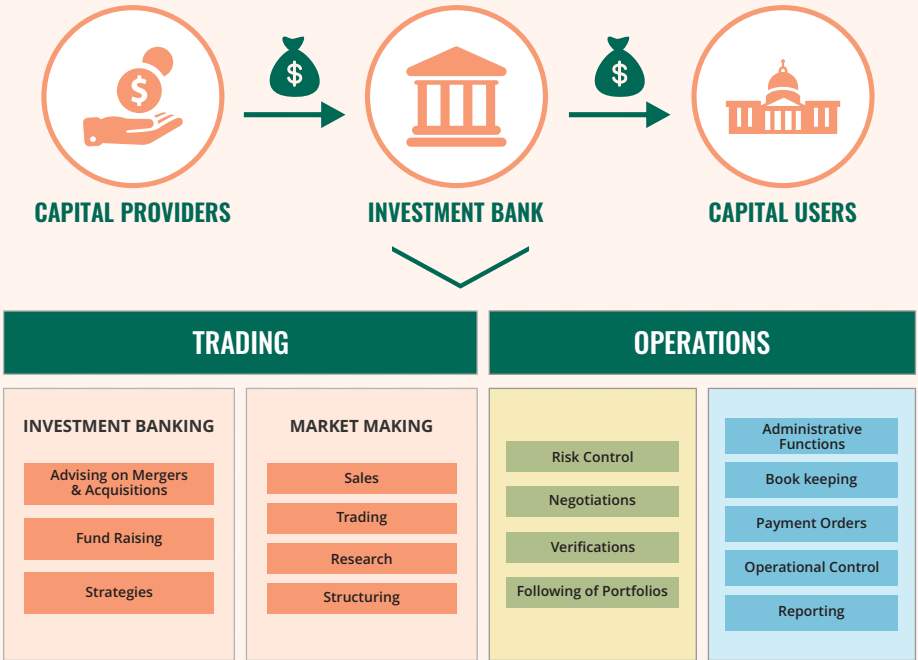 $
$
$
CAPITAL PROVIDERS
INVESTMENT BANK
CAPITAL USERS
TRADING
OPERATIONS
INVESTMENT BANKING
Advising on Mergers
& Acquisitions
Fund Raising
Strategies
MARKET MAKING
Sales
Trading
Research
Structuring
Risk Control
Negotiations
Verifications
Following of Portfolios
Administrative
Functions
Book keeping
Payment Orders
Operational Control
Reporting